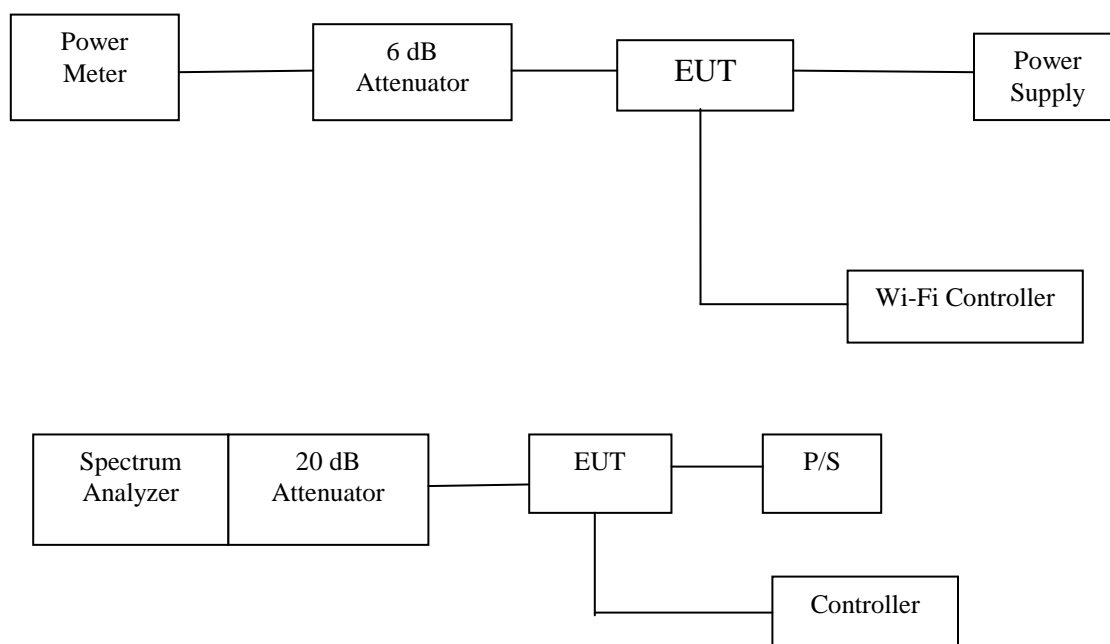 Power
Meter
6 dB
Attenuator
EUT
Power
Supply
Wi-Fi Controller
Spectrum
Analyzer
20 dB
Attenuator
EUT
P/S
Controller